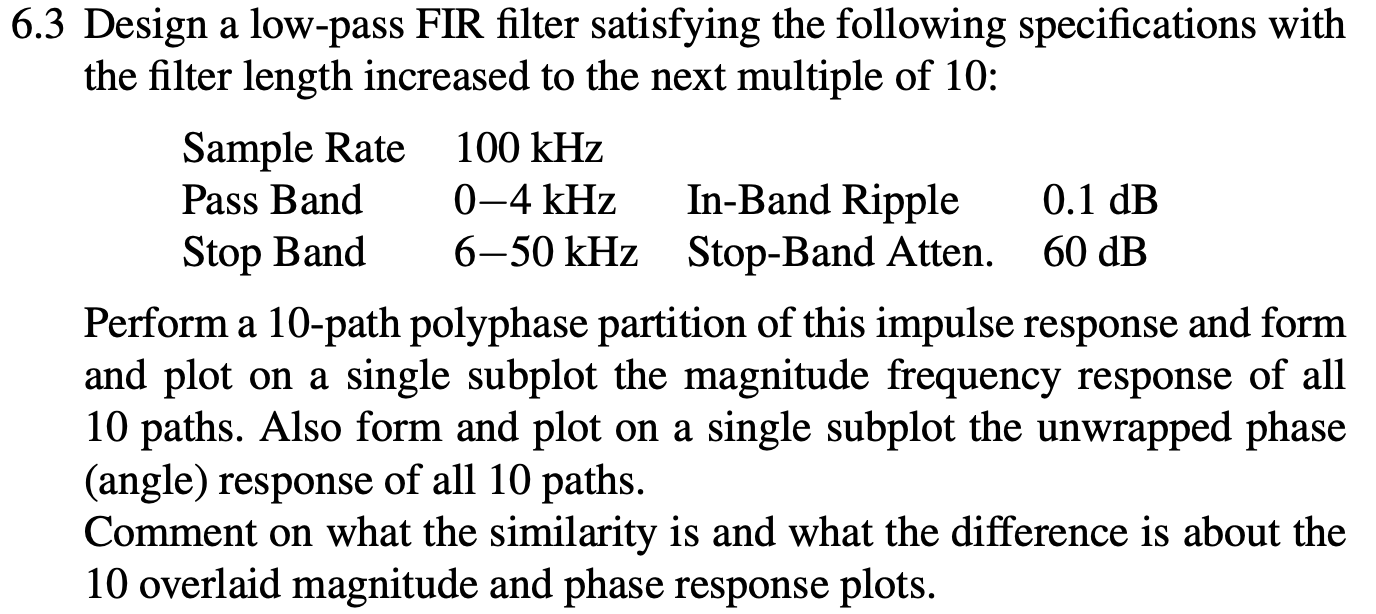 6.3 Design a low-pass FIR filter satisfying the following specifications with
the filter length increased to the next multiple of 10:
Sample Rate 100 kHz
Pass Band 0–4 kHz In-Band Ripple 0.1 dB
Stop Band 6–50 kHz Stop-Band Atten. 60 dB
Perform a 10-path polyphase partition of this impulse response and form
and plot on a single subplot the magnitude frequency response of all
10 paths. Also form and plot on a single subplot the unwrapped phase
(angle) response of all 10 paths.
Comment on what the similarity is and what the difference is about the
10 overlaid magnitude and phase response plots.